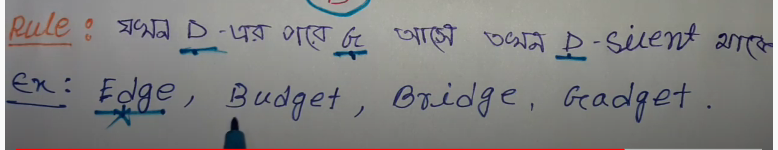 Rule : যখন D -এর পরে G আসে তখন D -silent থাকে
Ex : Edge, Budget, Bridge, Gadget.